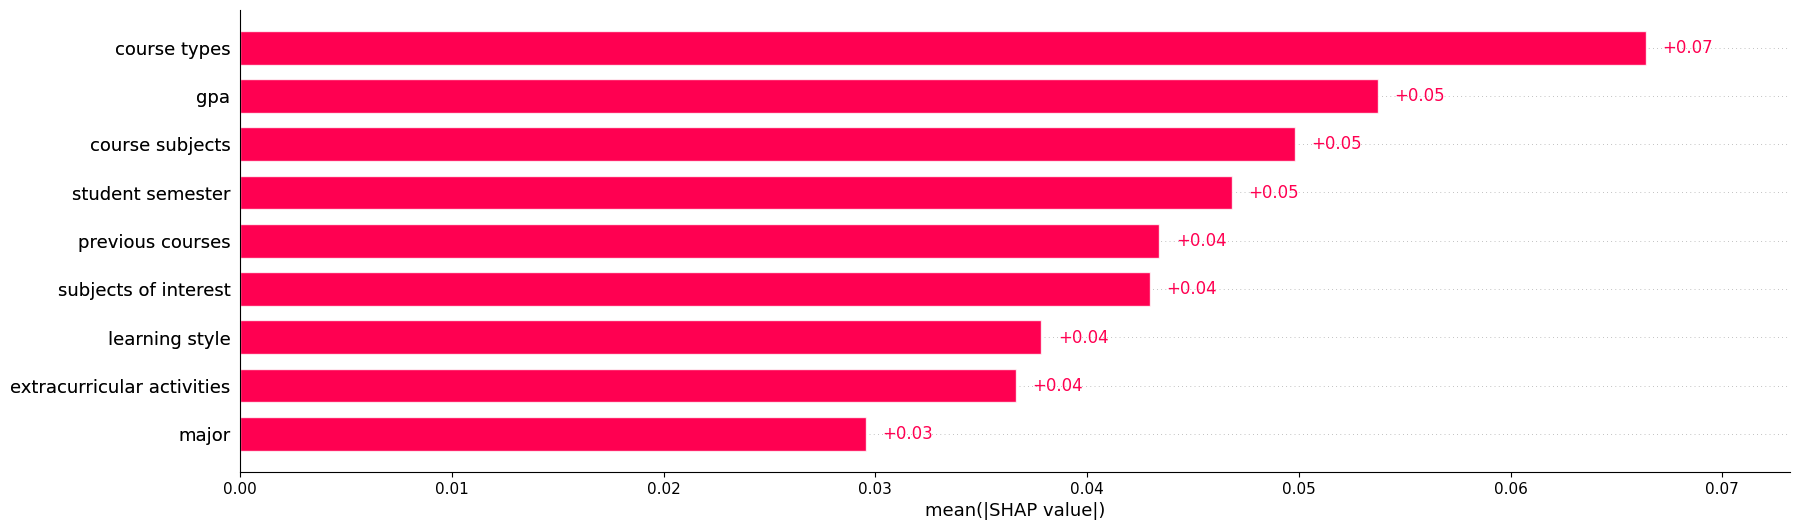 course types +0.07
gpa +0.05
course subjects +0.05
student semester +0.05
previous courses +0.04
subjects of interest +0.04
learning style +0.04
extracurricular activities +0.04
major +0.03
0.00 0.01 0.02 0.03 0.04 0.05 0.06 0.07
mean(|SHAP value|)